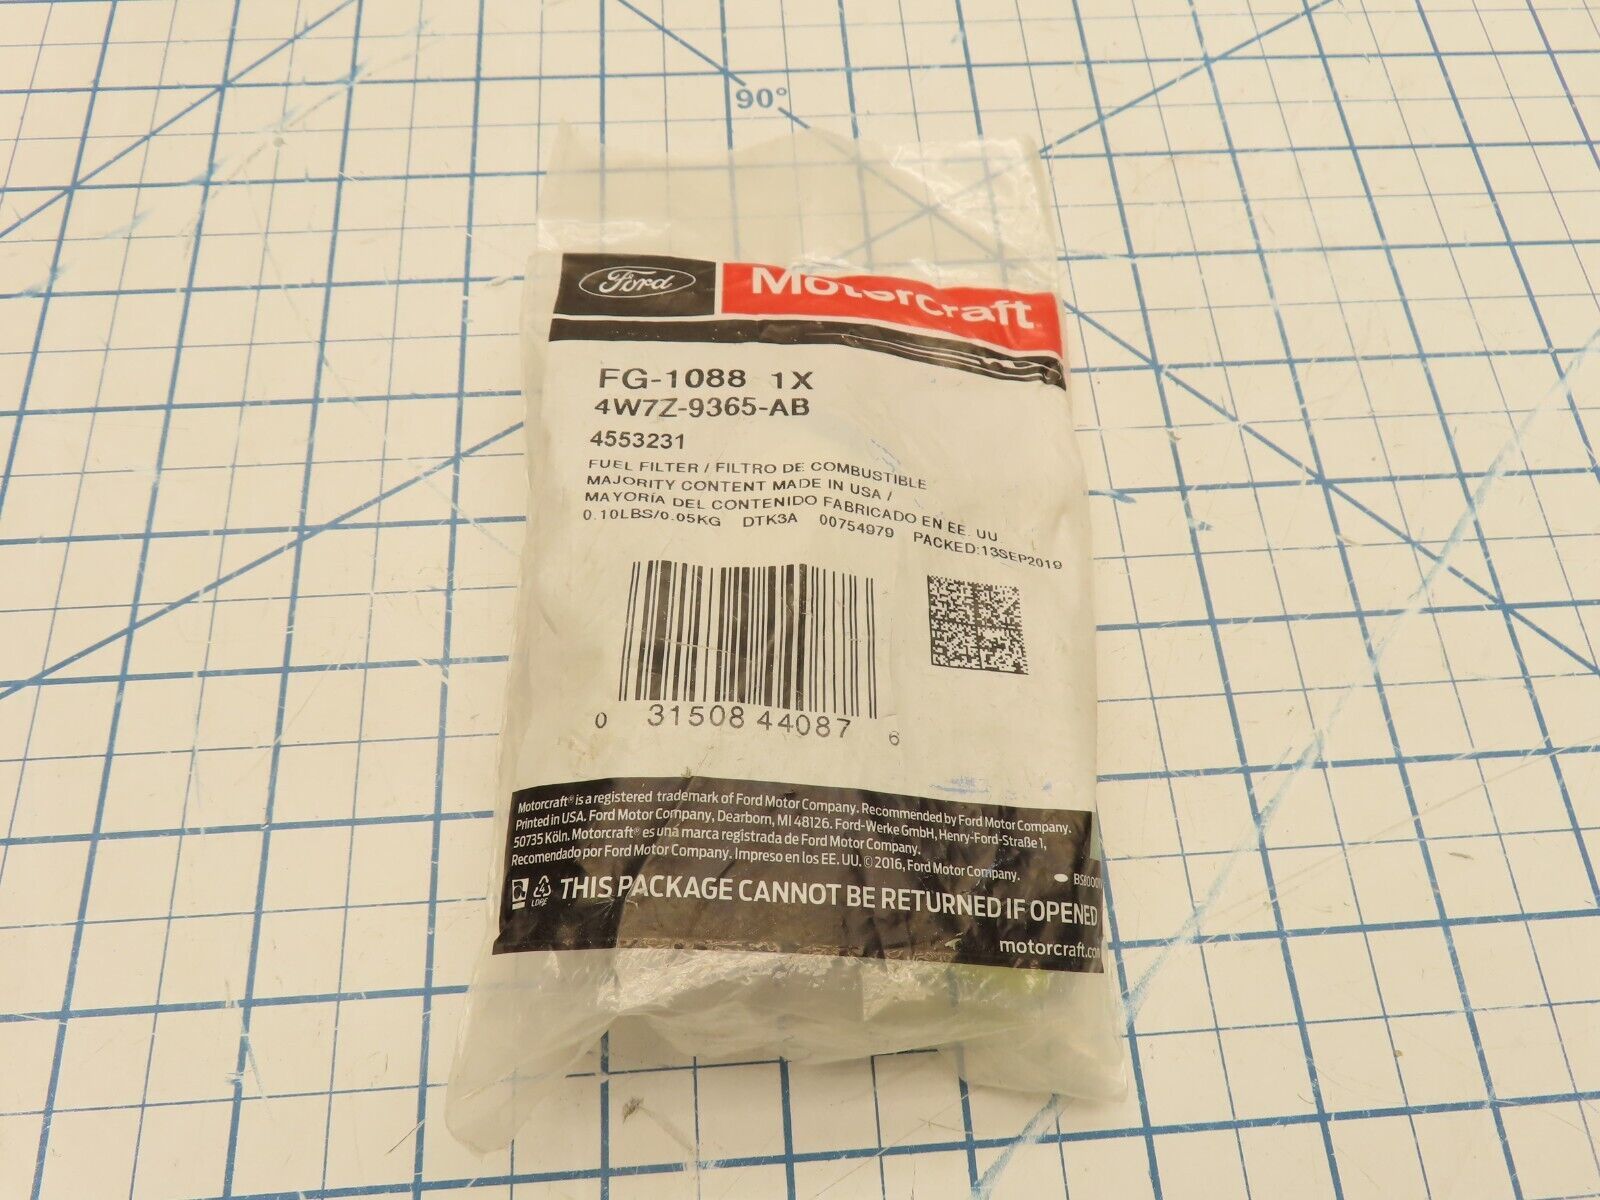 90°
Ford Motorcraft
FG-1088 1X
4W7Z-9365-AB
4553231
FUEL FILTER / FILTRO DE COMBUSTIBLE
MAJORITY CONTENT MADE IN USA /
MAYORÍA DEL CONTENIDO FABRICADO EN EE. UU
0.10LBS/0.05KG DTK3A 00754979 PACKED:13SEP2019
0 31508 44087 6
Motorcraft® is a registered trademark of Ford Motor Company. Recommended by Ford Motor Company.
Printed in USA. Ford Motor Company, Dearborn, MI 48126. Ford-Werke GmbH, Henry-Ford-Straße 1,
50735 Köln. Motorcraft® es una marca registrada de Ford Motor Company.
Recomendado por Ford Motor Company. Impreso en los EE. UU. © 2016, Ford Motor Company.
4 LDPE THIS PACKAGE CANNOT BE RETURNED IF OPENED
motorcraft.com